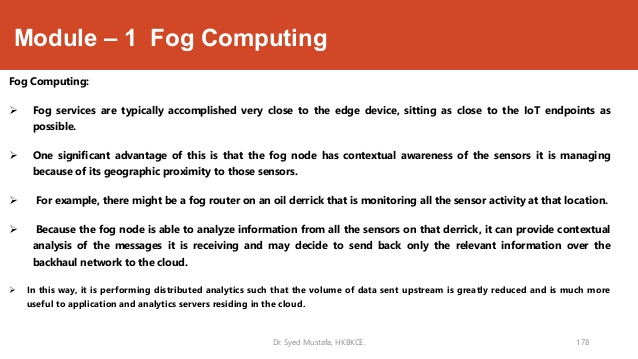 Module – 1 Fog Computing
Fog Computing:
➢ Fog services are typically accomplished very close to the edge device, sitting as close to the IoT endpoints as
possible.
➢ One significant advantage of this is that the fog node has contextual awareness of the sensors it is managing
because of its geographic proximity to those sensors.
➢ For example, there might be a fog router on an oil derrick that is monitoring all the sensor activity at that location.
➢ Because the fog node is able to analyze information from all the sensors on that derrick, it can provide contextual
analysis of the messages it is receiving and may decide to send back only the relevant information over the
backhaul network to the cloud.
➢ In this way, it is performing distributed analytics such that the volume of data sent upstream is greatly reduced and is much more
useful to application and analytics servers residing in the cloud.
Dr. Syed Mustafa, HKBKCE. 178